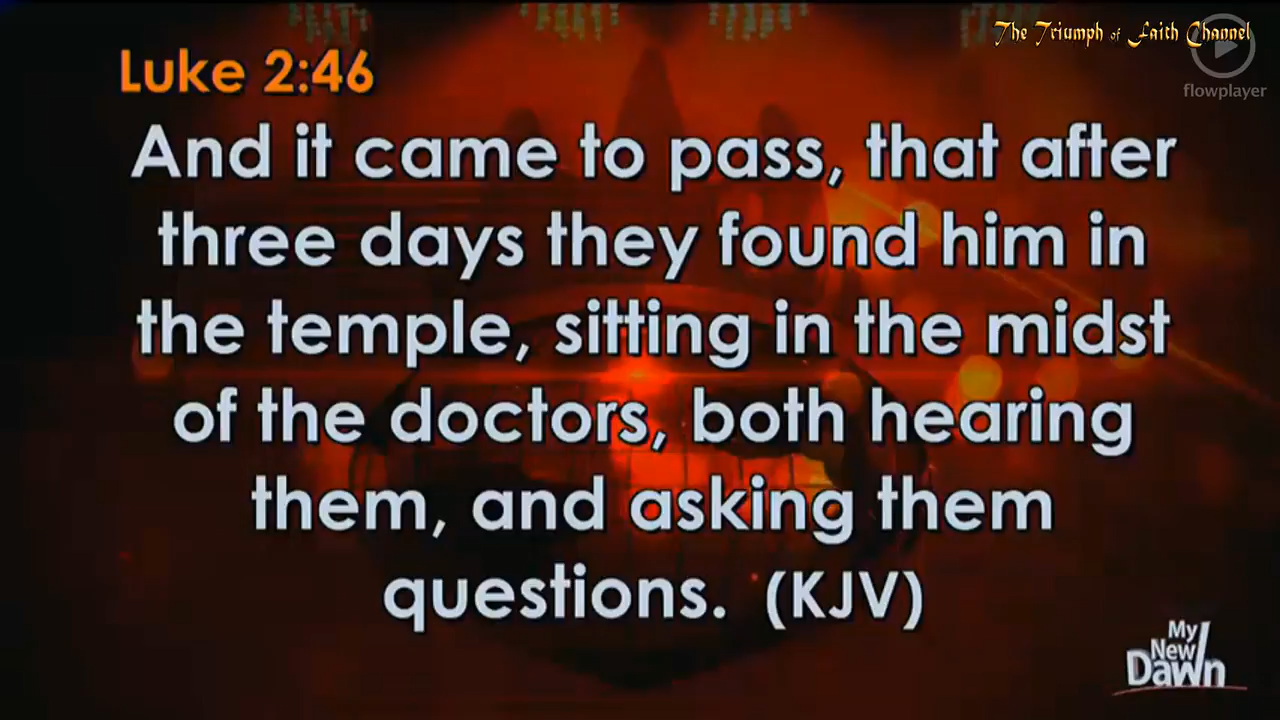 The Triumph of Faith Channel
flowplayer
Luke 2:46
And it came to pass, that after
three days they found him in
the temple, sitting in the midst
of the doctors, both hearing
them, and asking them
questions. (KJV)
My
New
Dawn